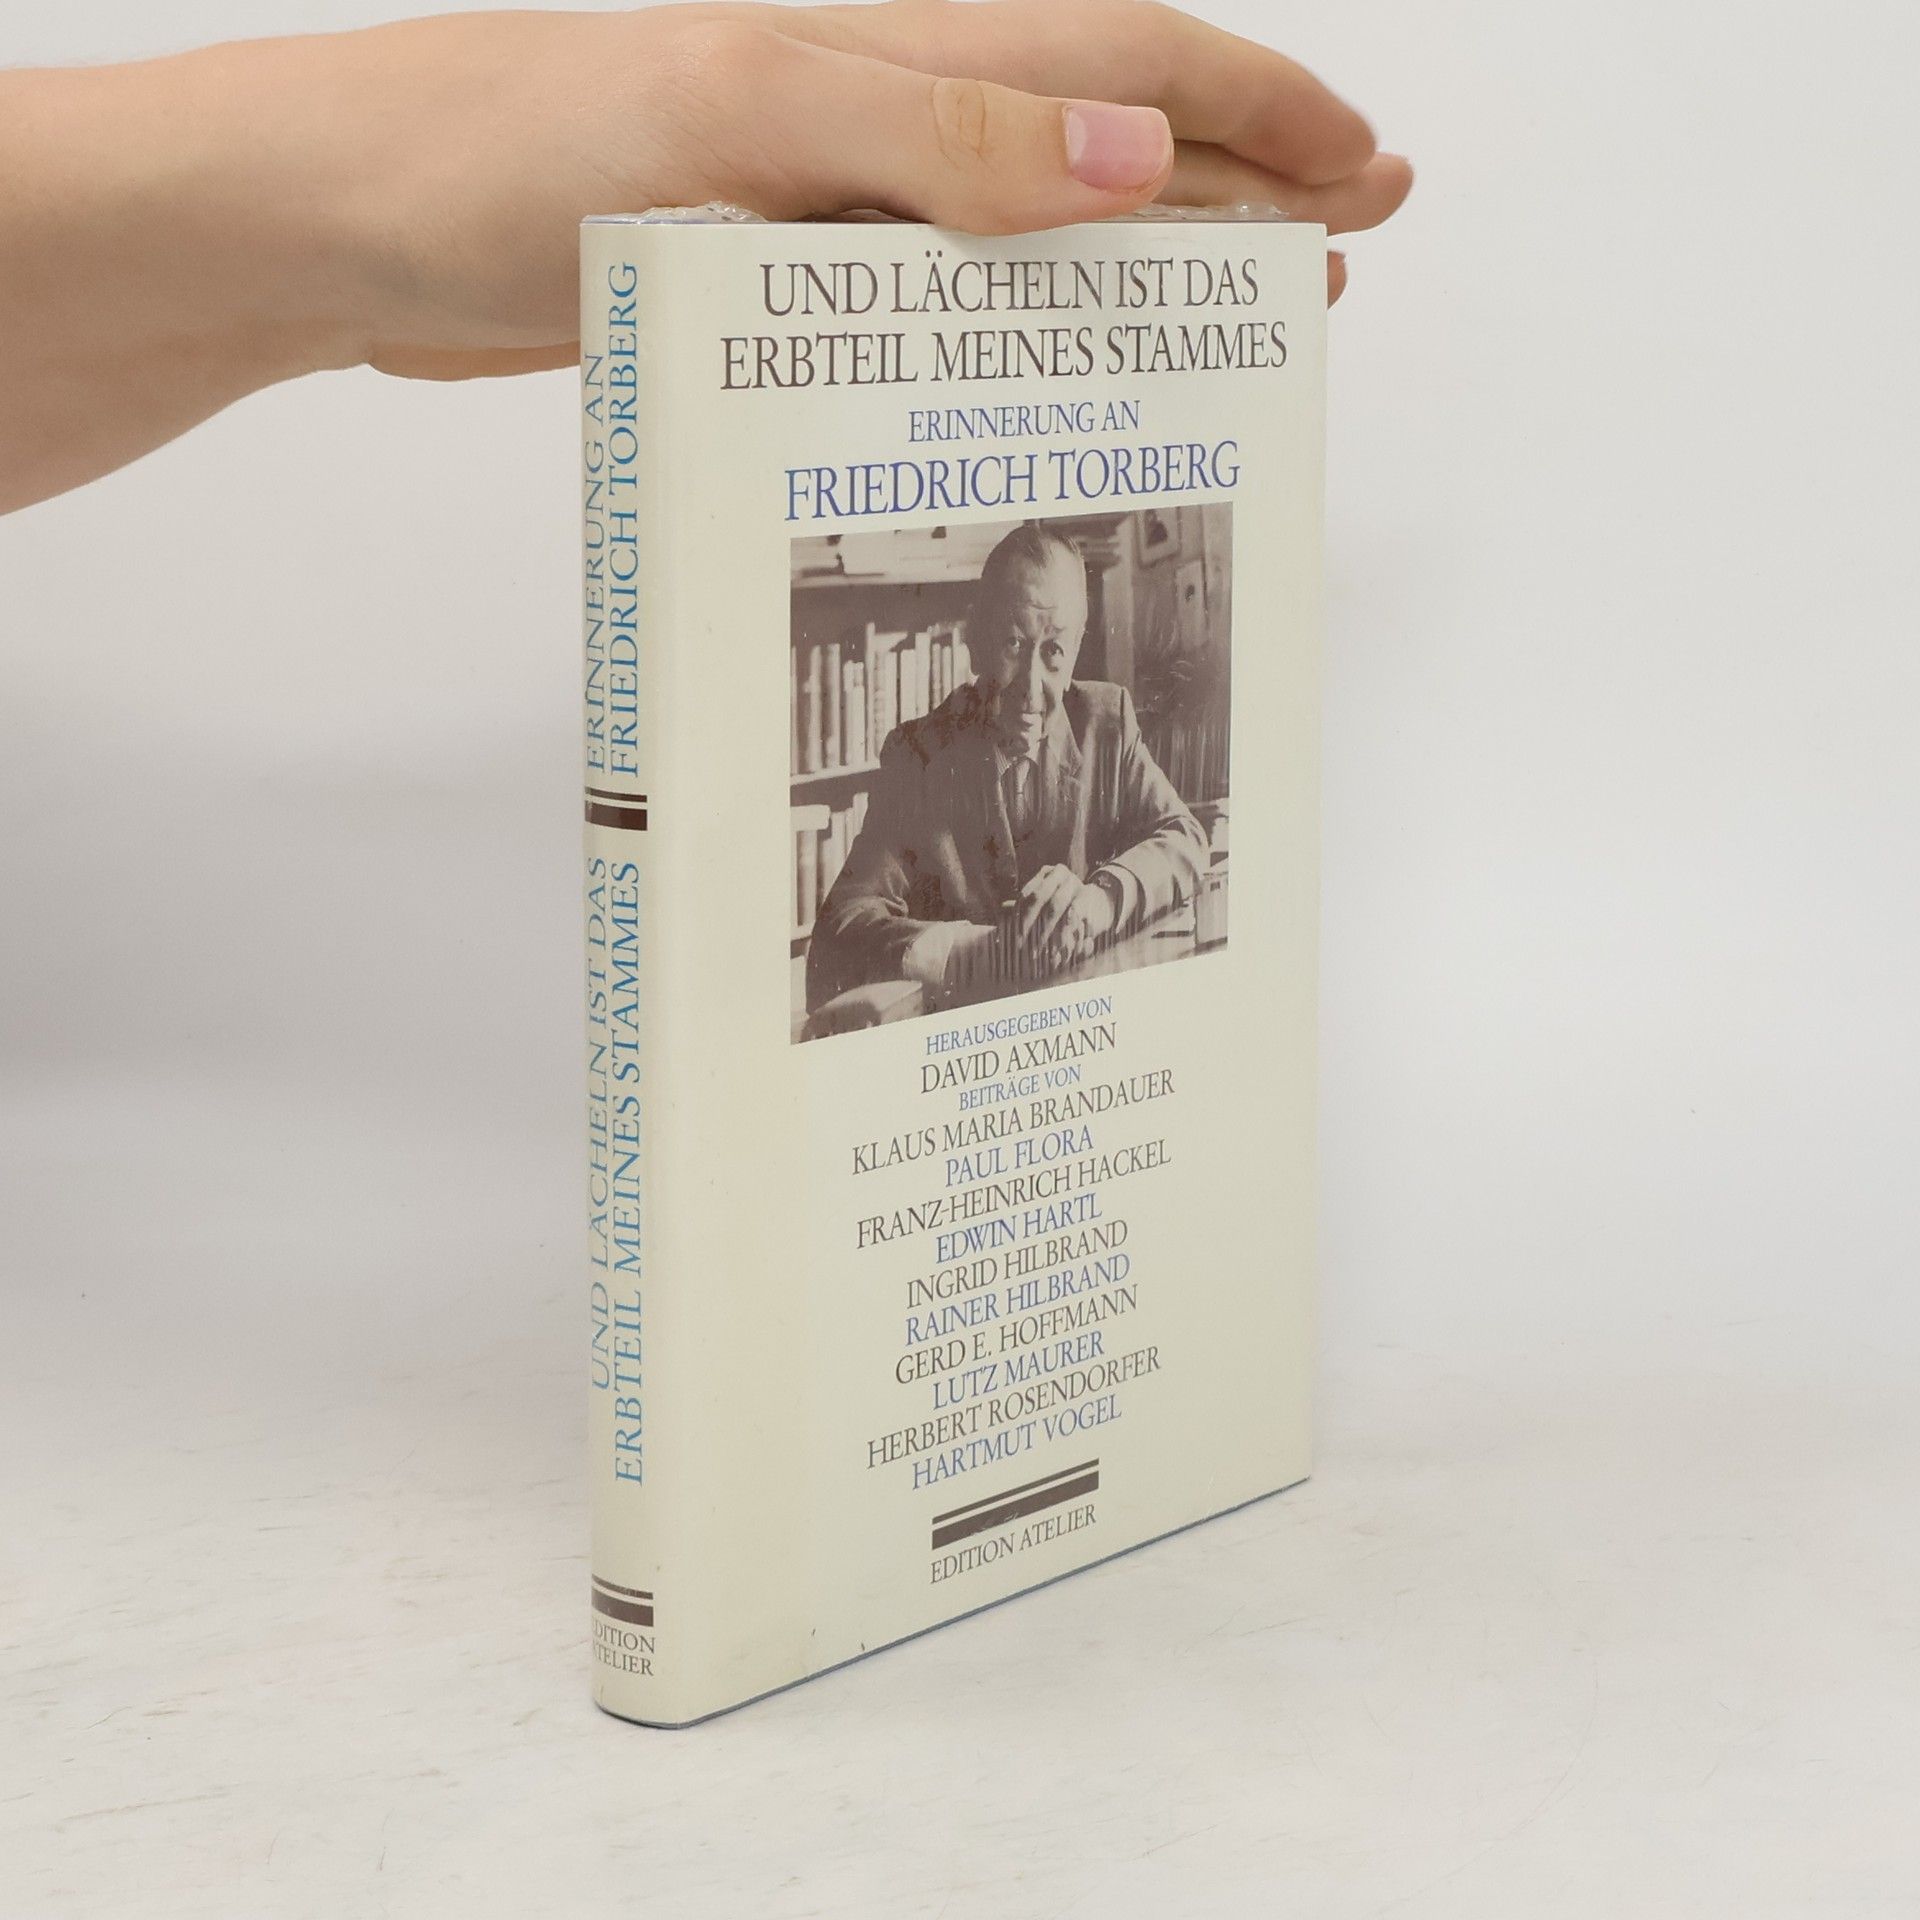 UND LÄCHELN IST DAS
ERBTEIL MEINES STAMMES
ERINNERUNG AN
FRIEDRICH TORBERG
HERAUSGEGEBEN VON
DAVID AXMANN
BEITRÄGE VON
KLAUS MARIA BRANDAUER
PAUL FLORA
FRANZ-HEINRICH HACKEL
EDWIN HARTL
INGRID HILBRAND
RAINER HILBRAND
GERD E. HOFFMANN
LUTZ MAURER
HERBERT ROSENDORFER
HARTMUT VOGEL
EDITION ATELIER
UND LÄCHELN IST DAS
ERBTEIL MEINES STAMMES
ERINNERUNG AN
FRIEDRICH TORBERG
EDITION
ATELIER